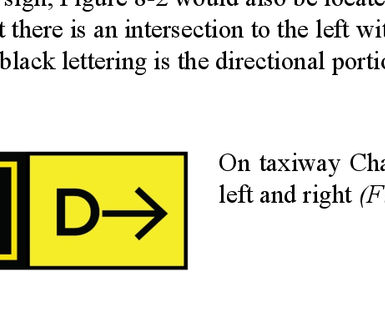 sign, Figure 8-2 would also be locate
t there is an intersection to the left wit
black lettering is the directional portio
On taxiway Cha
left and right (F
D→